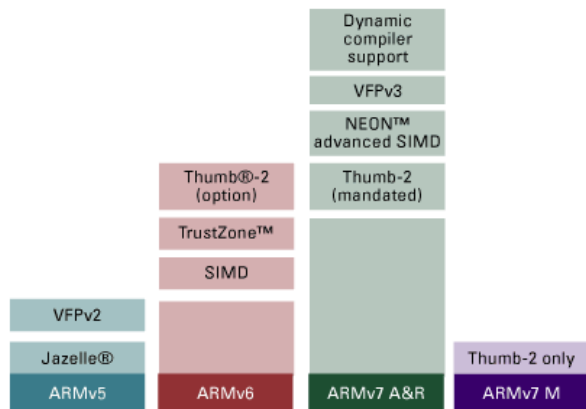 Dynamic
compiler
support
VFPv3
NEON™
advanced SIMD
Thumb®-2
(option)
Thumb-2
(mandated)
TrustZone™
SIMD
VFPv2
Jazelle®
Thumb-2 only
ARMv5
ARMv6
ARMv7 A&R
ARMv7 M